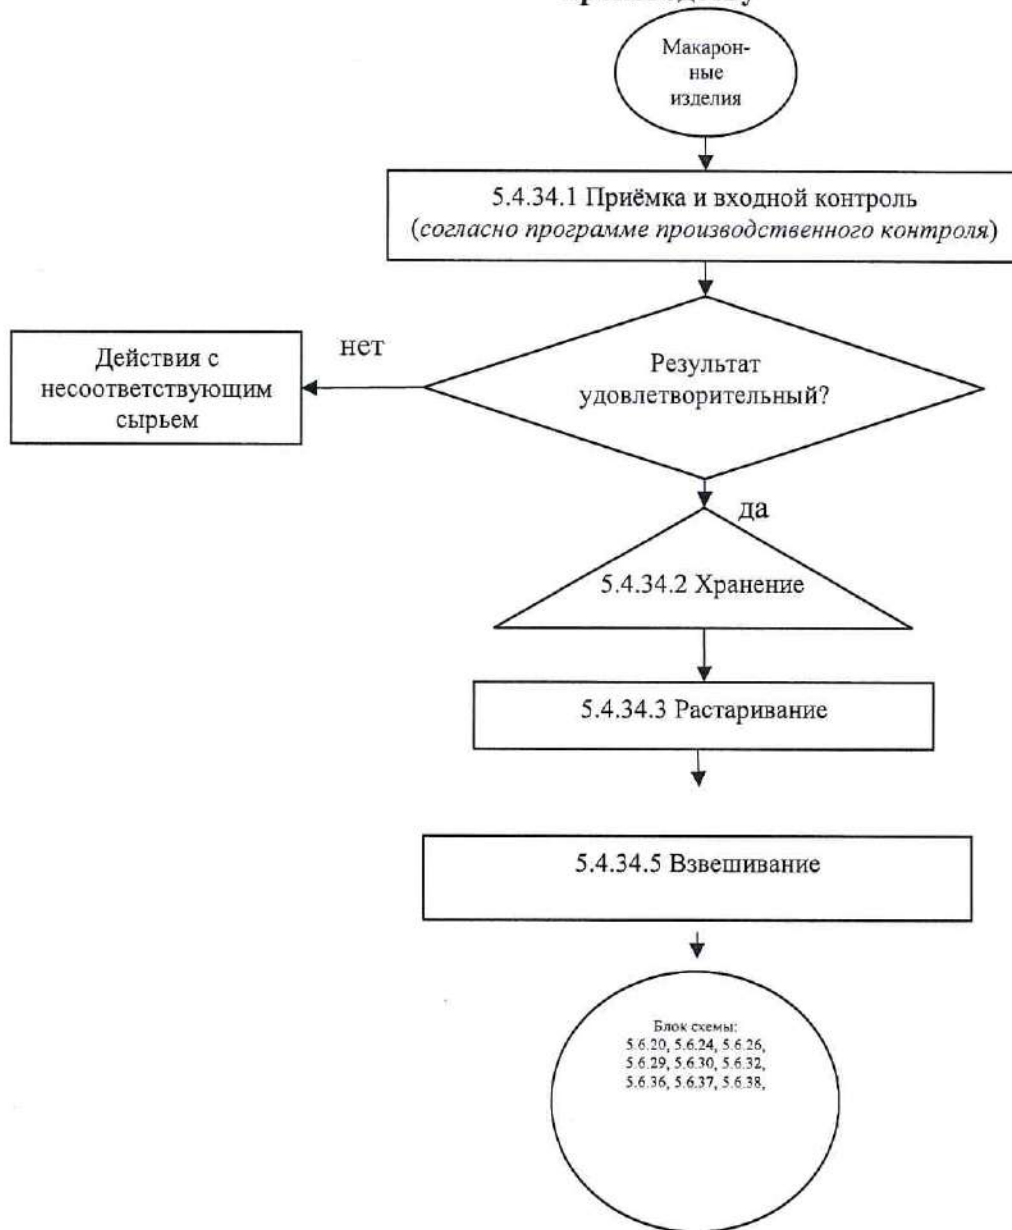 Макарон-
ные
изделия
5.4.34.1 Приёмка и входной контроль
(согласно программе производственного контроля)
Действия с
несоответствующим
сырьем
нет
Результат
удовлетворительный?
да
5.4.34.2 Хранение
5.4.34.3 Растаривание
5.4.34.5 Взвешивание
Блок схемы:
5.6.20, 5.6.24, 5.6.26,
5.6.29, 5.6.30, 5.6.32,
5.6.36, 5.6.37, 5.6.38,